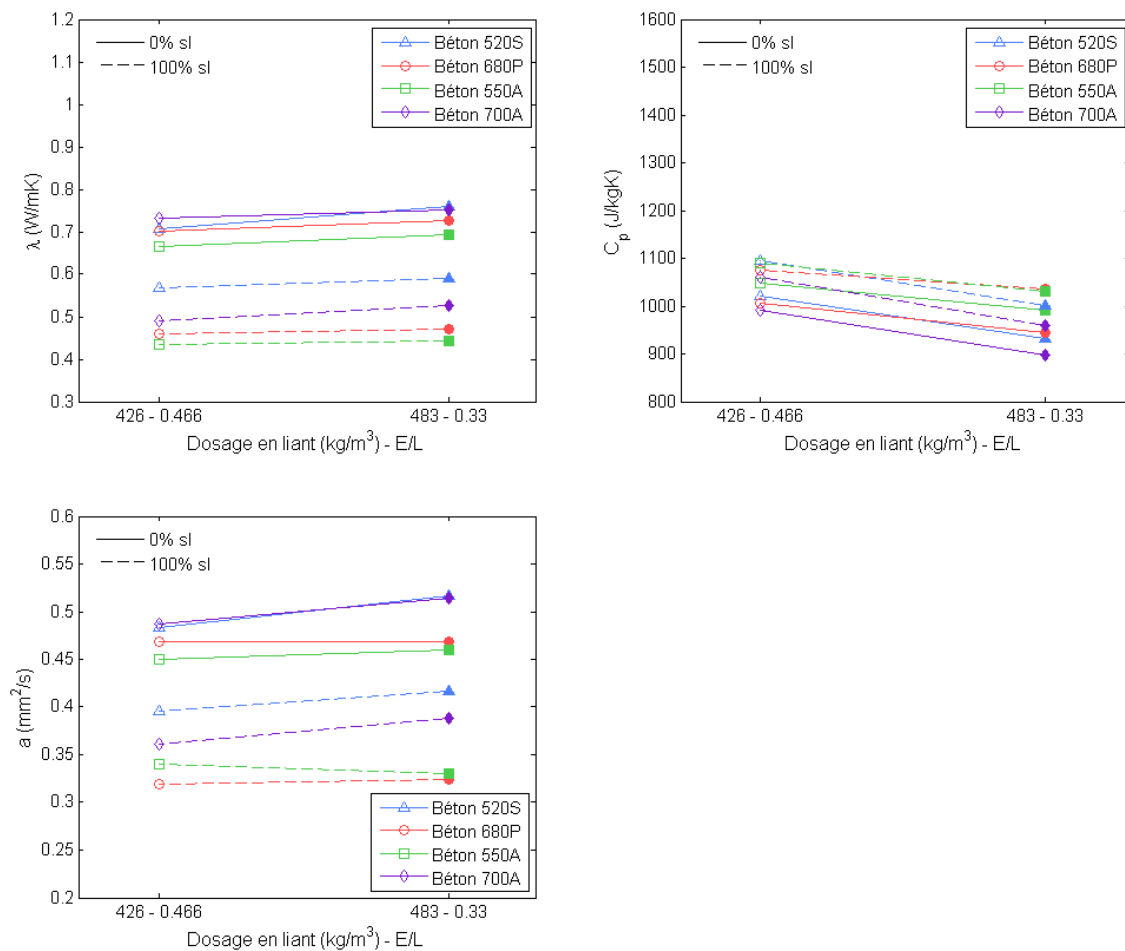 1.2
1.1
1
0.9
0.8
0.7
0.6
0.5
0.4
0.3
λ (W/mK)
0% sl
100% sl
Béton 520S
Béton 680P
Béton 550A
Béton 700A
426 - 0.466
483 - 0.33
Dosage en liant (kg/m³) - E/L
1600
1500
1400
1300
1200
1100
1000
900
800
C_p (J/kgK)
0% sl
100% sl
Béton 520S
Béton 680P
Béton 550A
Béton 700A
426 - 0.466
483 - 0.33
Dosage en liant (kg/m³) - E/L
0.6
0.55
0.5
0.45
0.4
0.35
0.3
0.25
0.2
a (mm²/s)
0% sl
100% sl
Béton 520S
Béton 680P
Béton 550A
Béton 700A
426 - 0.466
483 - 0.33
Dosage en liant (kg/m³) - E/L